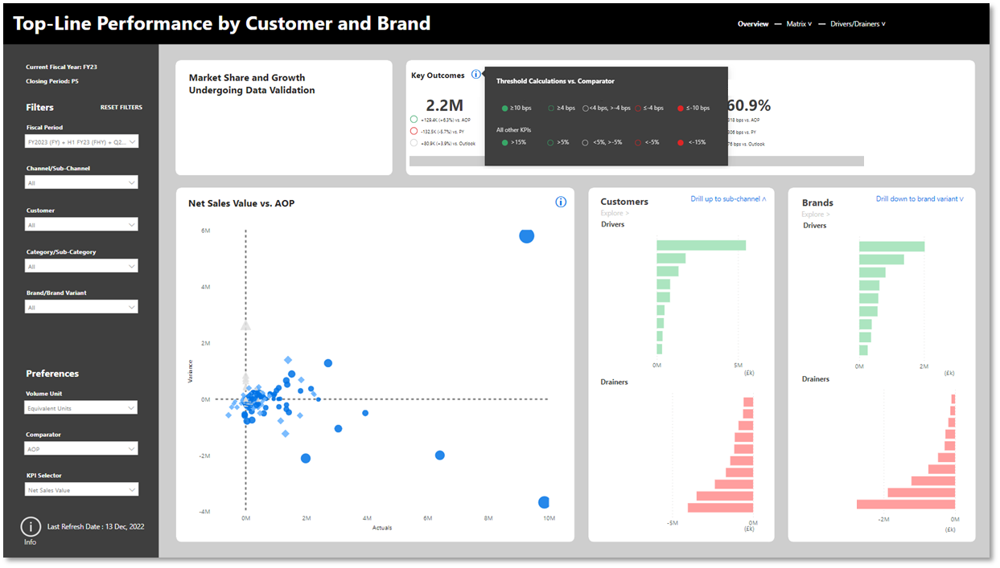 Top-Line Performance by Customer and Brand
Overview — Matrix v — Drivers/Drainers v
Current Fiscal Year: FY23
Closing Period: P5
Filters
RESET FILTERS
Fiscal Period
FY2023 (FY) + H1 FY23 (FHY) + Q2...
Channel/Sub-Channel
All
Customer
All
Category/Sub-Category
All
Brand/Brand Variant
All
Preferences
Volume Unit
Equivalent Units
Comparator
AOP
KPI Selector
Net Sales Value
Last Refresh Date : 13 Dec, 2022
Info
Market Share and Growth
Undergoing Data Validation
Key Outcomes
2.2M
+129.4K (+6.3%) vs. AOP
-132.5K (-5.7%) vs. PY
+80.9K (+3.9%) vs. Outlook
Threshold Calculations vs. Comparator
≥10 bps ≥4 bps <4 bps, >-4 bps ≤-4 bps ≤-10 bps
All other KPIs
>15% >5% <5%, >-5% <-5% <-15%
60.9%
318 bps vs. AOP
306 bps vs. PY
76 bps vs. Outlook
Net Sales Value vs. AOP
6M
4M
2M
0M
-2M
-4M
Variance
0M 2M 4M 6M 8M 10M
Actuals
Customers
Drill up to sub-channel ^
Explore >
Drivers
0M 5M
(£k)
Drainers
-5M 0M
(£k)
Brands
Drill down to brand variant v
Explore >
Drivers
0M 2M
(£k)
Drainers
-2M 0M
(£k)